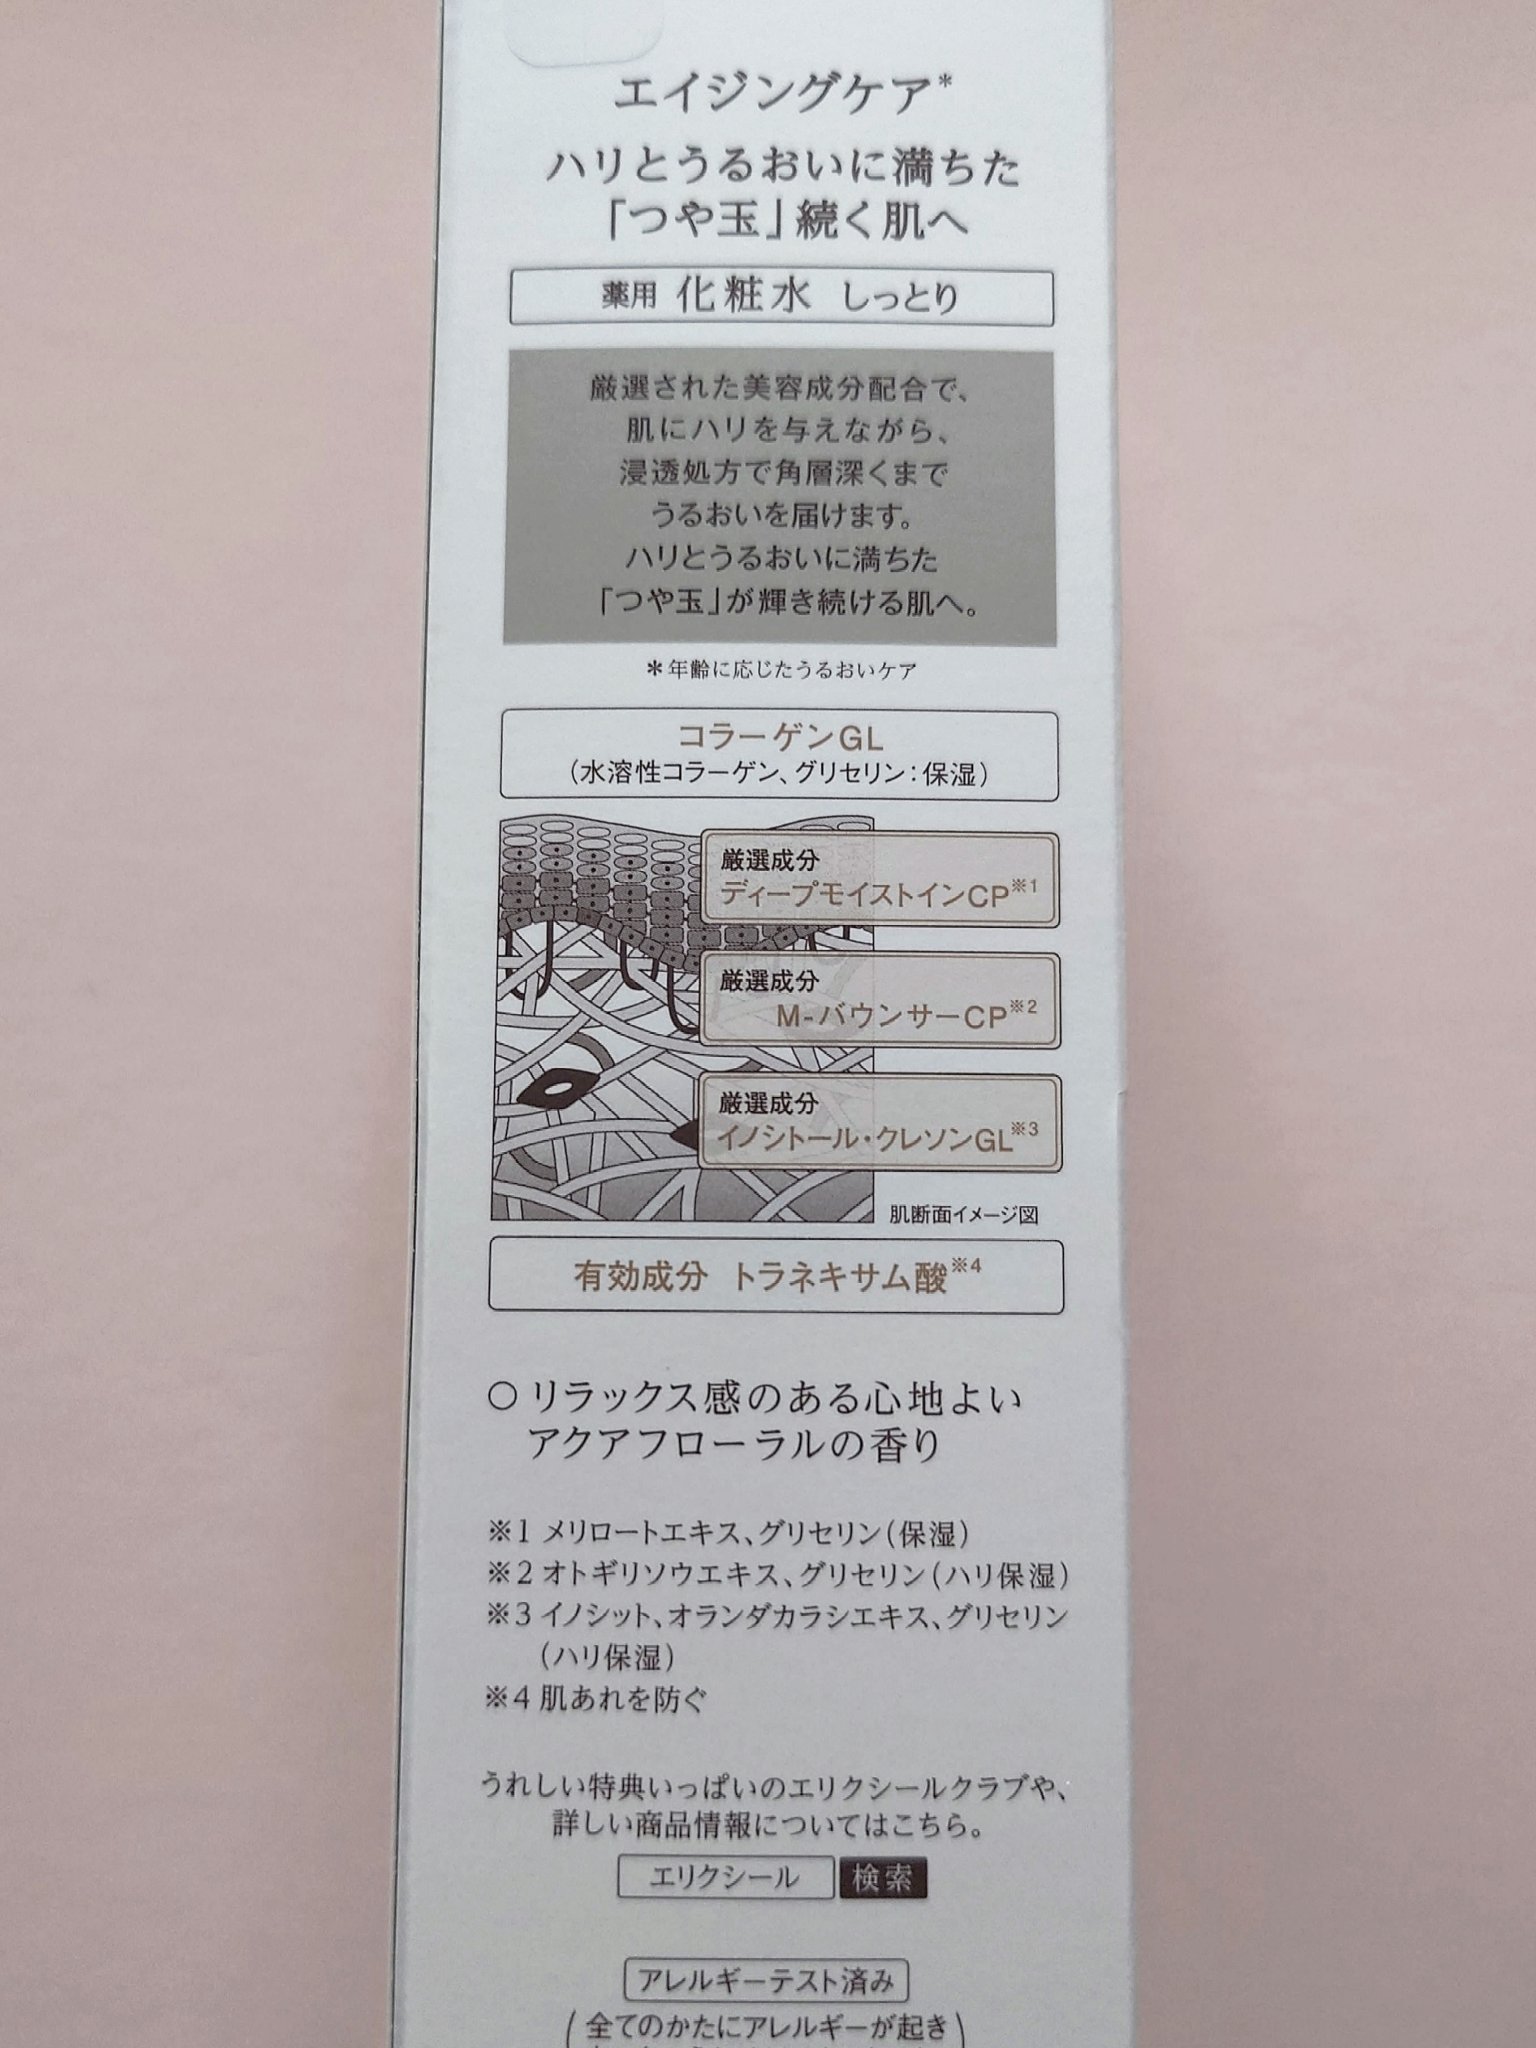 エイジングケア*
ハリとうるおいに満ちた
「つや玉」続く肌へ
薬用 化粧水 しっとり
厳選された美容成分配合で、
肌にハリを与えながら、
浸透処方で角層深くまで
うるおいを届けます。
ハリとうるおいに満ちた
「つや玉」が輝き続ける肌へ。
*年齢に応じたうるおいケア
コラーゲンGL
(水溶性コラーゲン、グリセリン:保湿)
厳選成分
ディープモイストインCP※1
厳選成分
M-バウンサーCP※2
厳選成分
イノシトール・クレソンGL※3
肌断面イメージ図
有効成分 トラネキサム酸※4
○ リラックス感のある心地よい
アクアフローラルの香り
※1 メリロートエキス、グリセリン(保湿)
※2 オトギリソウエキス、グリセリン(ハリ保湿)
※3 イノシット、オランダカラシエキス、グリセリン
(ハリ保湿)
※4 肌あれを防ぐ
うれしい特典いっぱいのエリクシールクラブや、
詳しい商品情報についてはこちら。
エリクシール 検索
アレルギーテスト済み
(全てのかたにアレルギーが起き)